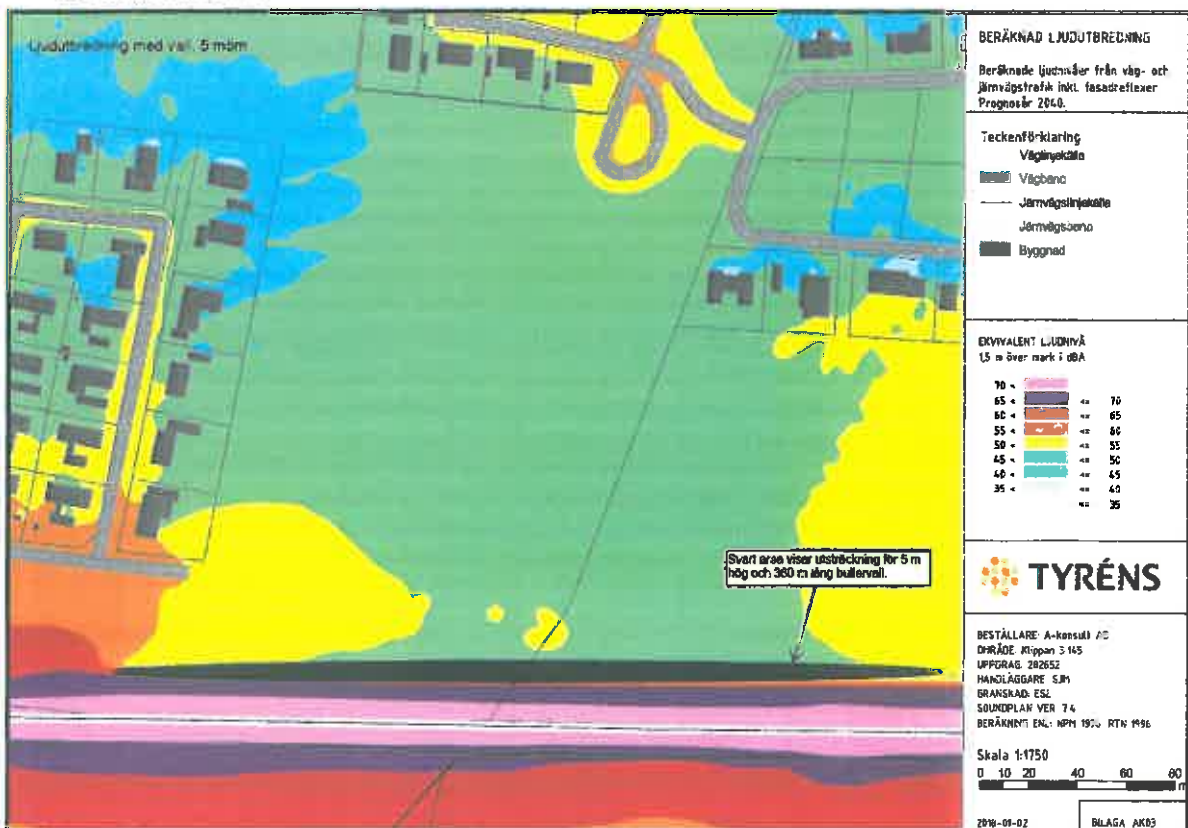 Ljudutbredning med vall, 5 möm
BERÄKNAD LJUDUTBREDNING
Beräknade ljudnivåer från väg- och
järnvägstrafik inkl. fasadreflexer
Prognosår 2040.
Teckenförklaring
Väglinjekälla
Vägbana
Järnvägslinjekälla
Järnvägsbana
Byggnad
EKVIVALENT LJUDNIVÅ
1,5 m över mark i dBA
70 <
65 < <= 70
60 < <= 65
55 < <= 60
50 < <= 55
45 < <= 50
40 < <= 45
35 < <= 40
<= 35
Svart area visar utsträckning för 5 m
hög och 360 m lång bullervall.
TYRÉNS
BESTÄLLARE: A-konsult AB
OMRÅDE: Klippan 3:145
UPPDRAG: 282652
HANDLÄGGARE: SJM
GRANSKAD: ESL
SOUNDPLAN VER 7.4
BERÄKNING ENL: NPM 1996, RTN 1996
Skala 1:1750
0 10 20 40 60 80
m
2018-01-02
BILAGA AK03